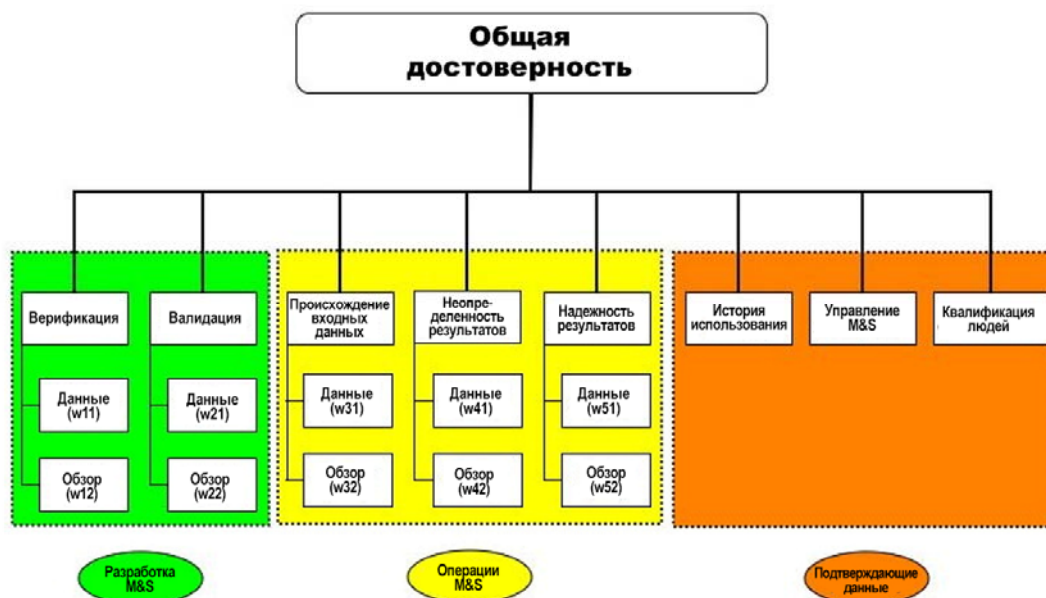 Общая
достоверность
Верификация
Валидация
Происхождение
входных
данных
Неопре-
деленность
результатов
Надежность
результатов
История
использования
Управление
M&S
Квалификация
людей
Данные
(w11)
Данные
(w21)
Данные
(w31)
Данные
(w41)
Данные
(w51)
Обзор
(w12)
Обзор
(w22)
Обзор
(w32)
Обзор
(w42)
Обзор
(w52)
Разработка
M&S
Операции
M&S
Подтверждающие
данные